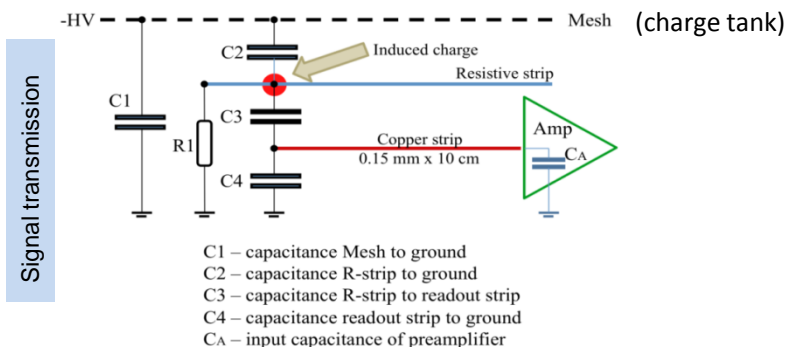 -HV
Mesh
(charge tank)
C2
Induced charge
Resistive strip
C1
C3
R1
Copper strip
0.15 mm x 10 cm
Amp
CA
C4
Signal transmission
C1 – capacitance Mesh to ground
C2 – capacitance R-strip to ground
C3 – capacitance R-strip to readout strip
C4 – capacitance readout strip to ground
CA – input capacitance of preamplifier